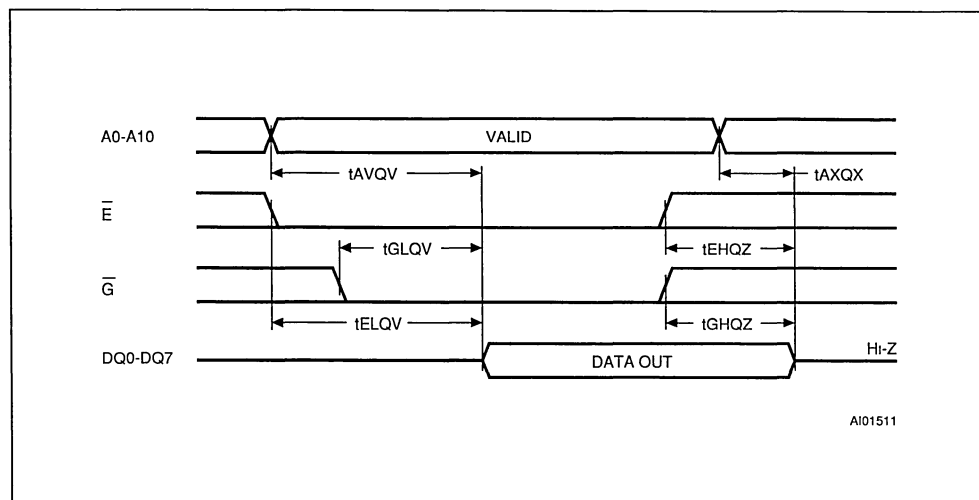 A0-A10
VALID
tAVQV
tAXQX
E
tGLQV
tEHQZ
G
tELQV
tGHQZ
DQ0-DQ7
DATA OUT
Hi-Z
AI01511